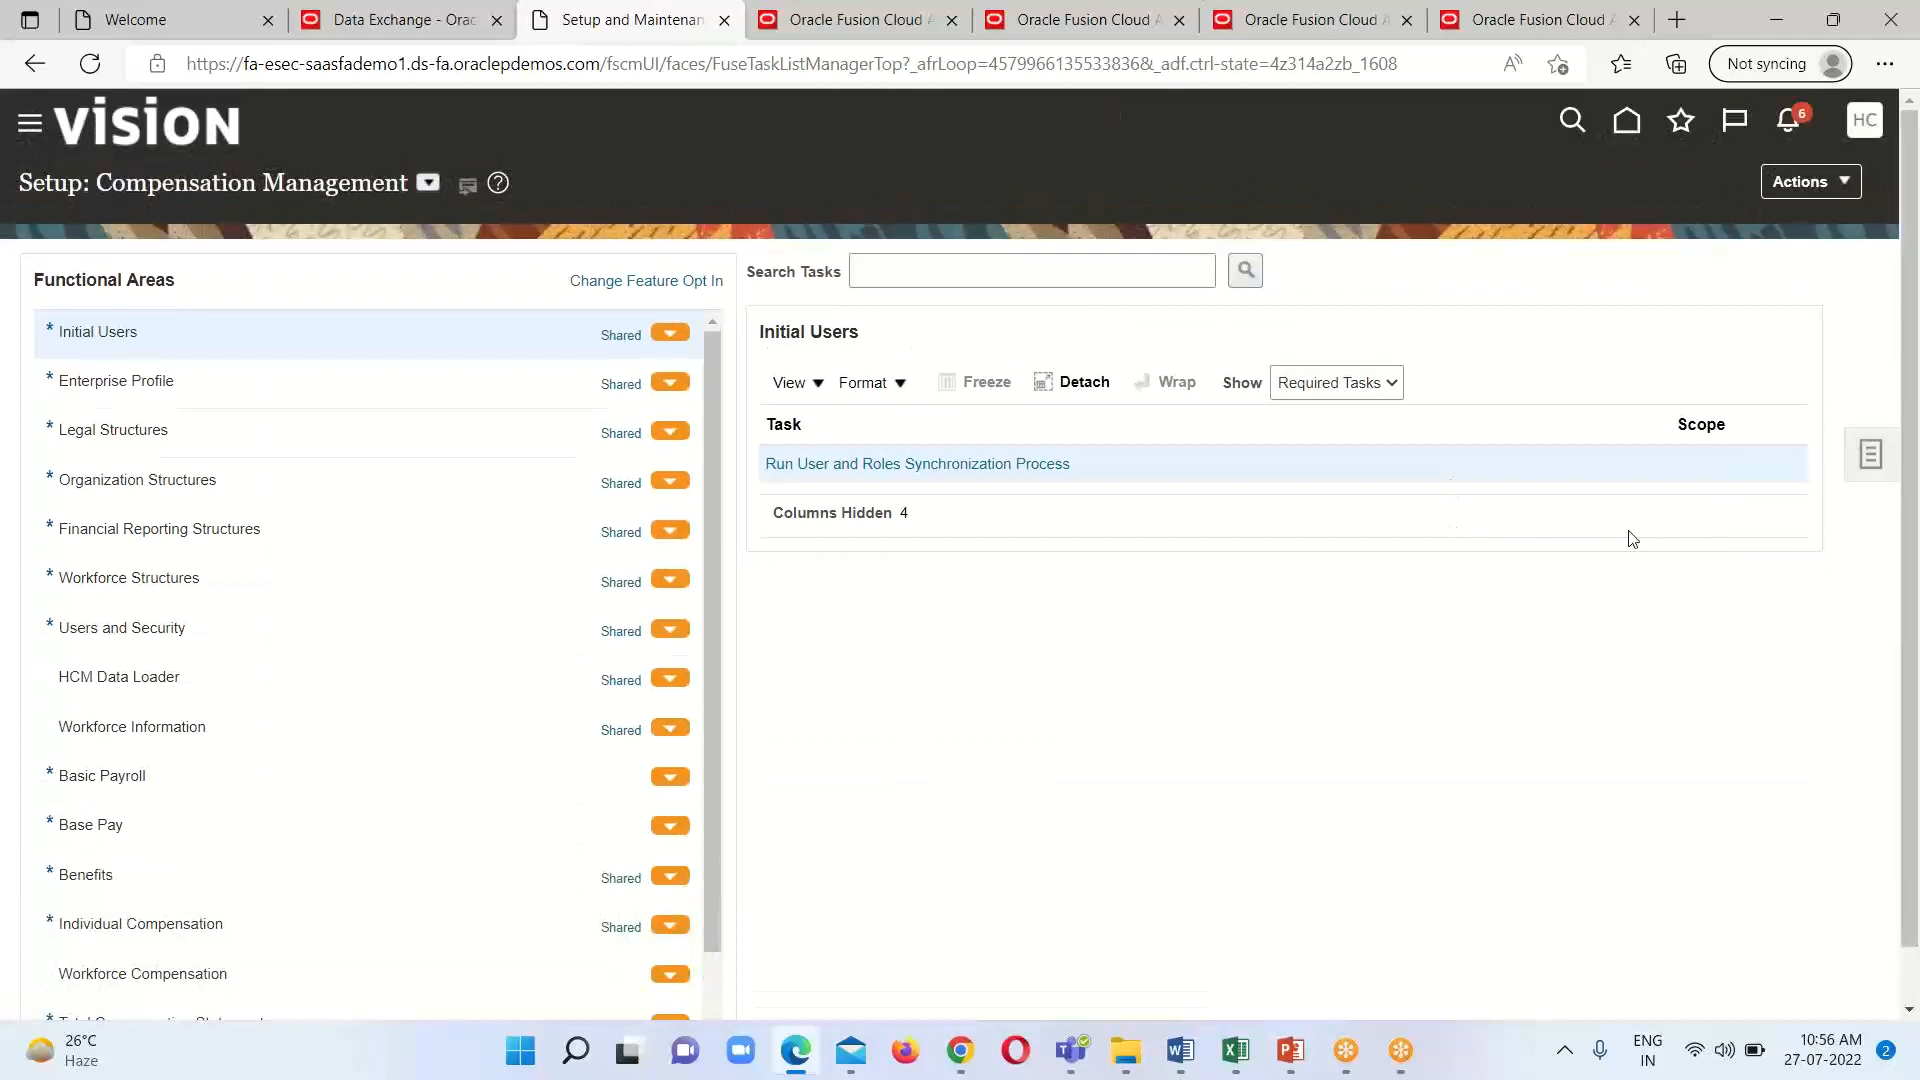 Welcome
Data Exchange - Orac
Setup and Maintenan
Oracle Fusion Cloud A
Oracle Fusion Cloud A
Oracle Fusion Cloud A
Oracle Fusion Cloud A
https://fa-esec-saasfademo1.ds-fa.oraclepdemos.com/fscmUI/faces/FuseTaskListManagerTop?_afrLoop=4579966135533836&_adf.ctrl-state=4z314a2zb_1608
Not syncing
VISION
6
HC
Setup: Compensation Management
Actions
Functional Areas
Change Feature Opt In
Search Tasks
* Initial Users Shared
* Enterprise Profile Shared
* Legal Structures Shared
* Organization Structures Shared
* Financial Reporting Structures Shared
* Workforce Structures Shared
* Users and Security Shared
HCM Data Loader Shared
Workforce Information Shared
* Basic Payroll
* Base Pay
* Benefits Shared
* Individual Compensation Shared
Workforce Compensation
Initial Users
View Format Freeze Detach Wrap Show Required Tasks
Task Scope
Run User and Roles Synchronization Process
Columns Hidden 4
26°C
Haze
ENG
IN
10:56 AM
27-07-2022
2